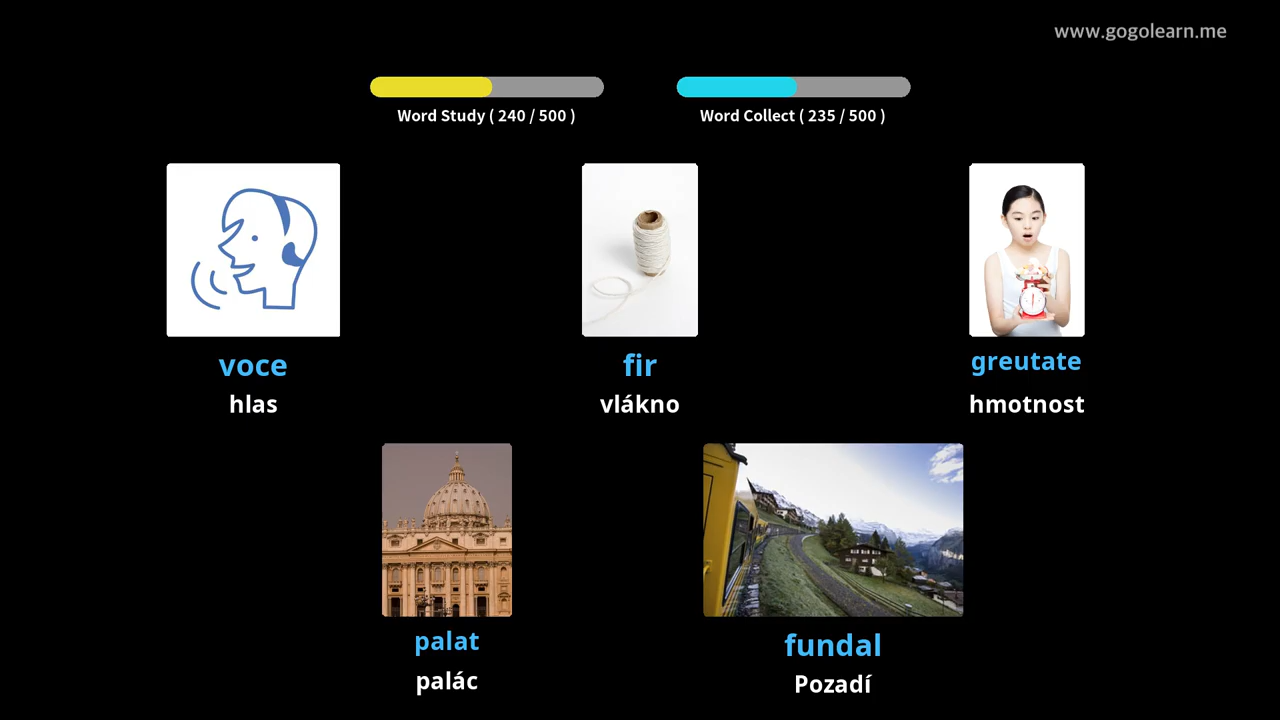 www.gogolearn.me
Word Study ( 240 / 500 )
Word Collect ( 235 / 500 )
voce
hlas
fir
vlákno
greutate
hmotnost
palat
palác
fundal
Pozadí